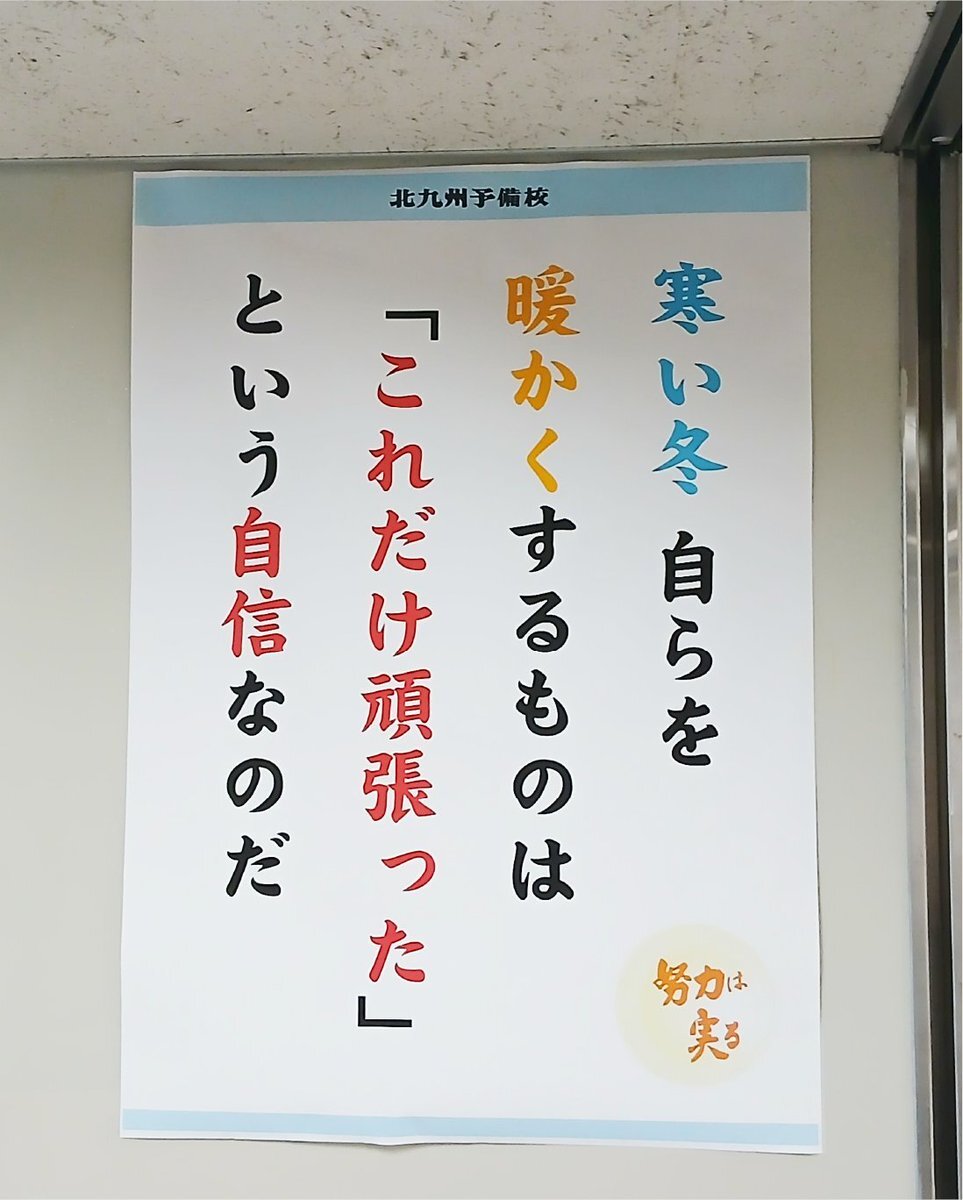 北九州予備校
寒い冬 自らを
暖かくするものは
「これだけ頑張った」
という自信なのだ
努力は
実る